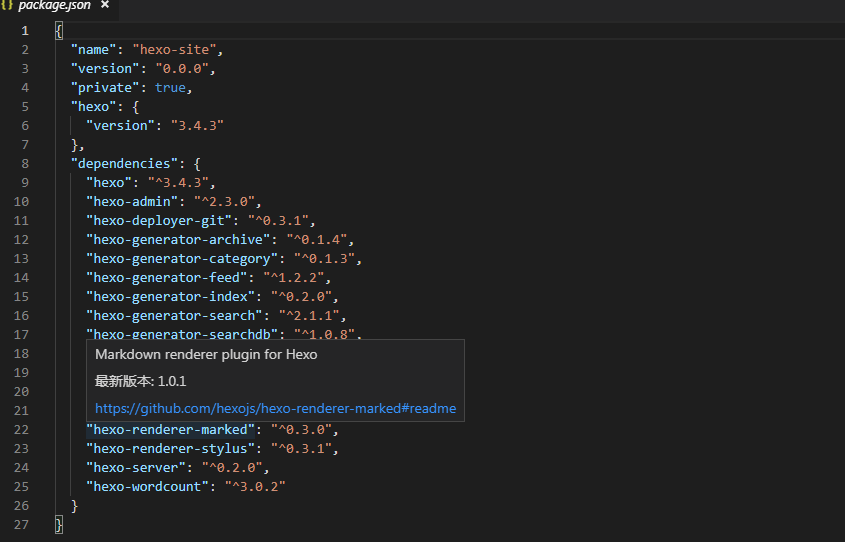 {} package.json ×
1 {
2 "name": "hexo-site",
3 "version": "0.0.0",
4 "private": true,
5 "hexo": {
6 "version": "3.4.3"
7 },
8 "dependencies": {
9 "hexo": "^3.4.3",
10 "hexo-admin": "^2.3.0",
11 "hexo-deployer-git": "^0.3.1",
12 "hexo-generator-archive": "^0.1.4",
13 "hexo-generator-category": "^0.1.3",
14 "hexo-generator-feed": "^1.2.2",
15 "hexo-generator-index": "^0.2.0",
16 "hexo-generator-search": "^2.1.1",
17 "hexo-generator-searchdb": "^1.0.8",
18
Markdown renderer plugin for Hexo
19
最新版本: 1.0.1
20
21
https://github.com/hexojs/hexo-renderer-marked#readme
22 "hexo-renderer-marked": "^0.3.0",
23 "hexo-renderer-stylus": "^0.3.1",
24 "hexo-server": "^0.2.0",
25 "hexo-wordcount": "^3.0.2"
26 }
27 }